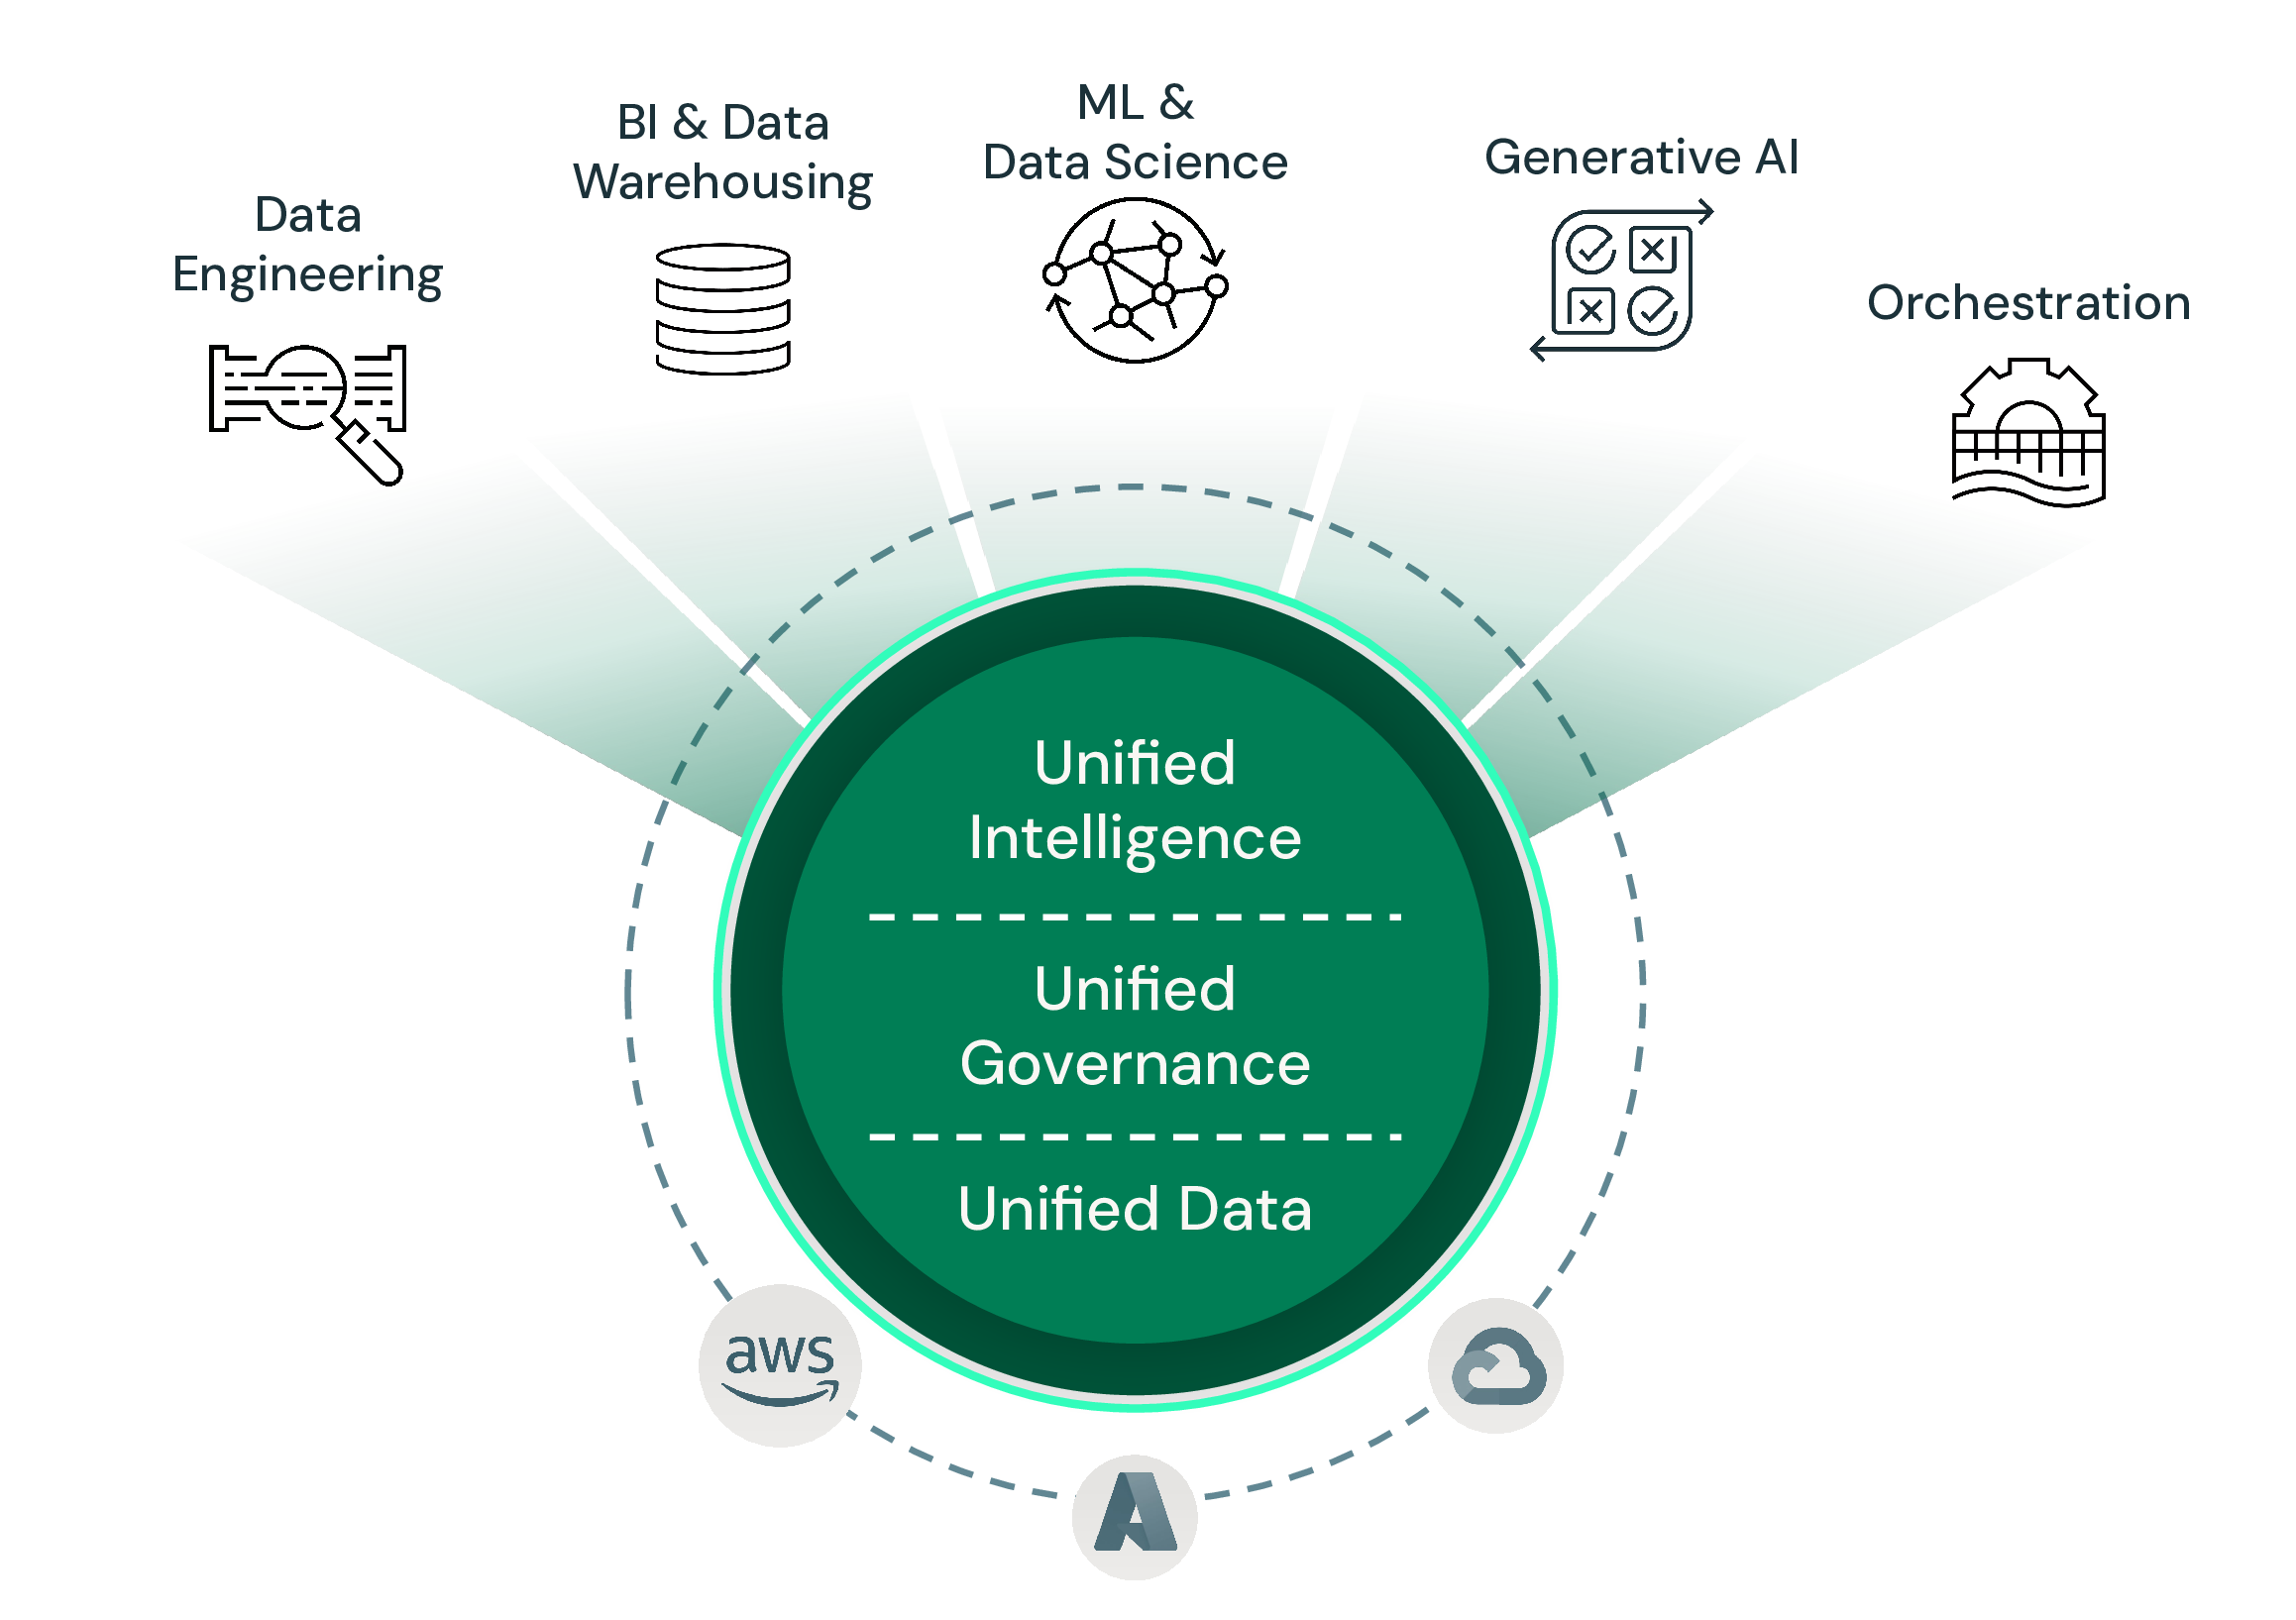 Data
Engineering
BI & Data
Warehousing
ML &
Data Science
Generative AI
Orchestration
Unified
Intelligence
Unified
Governance
Unified Data
aws